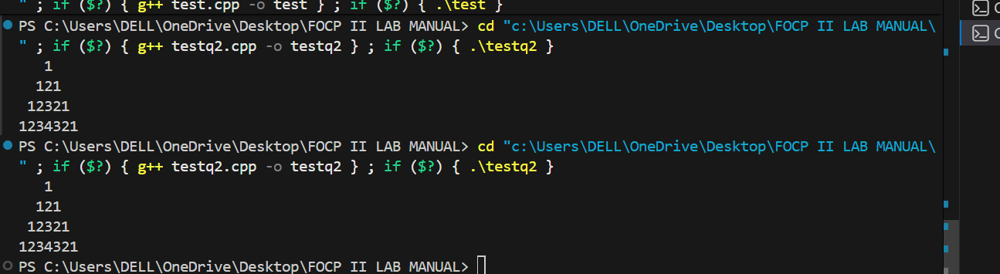 " ; if ($?) { g++ test.cpp -o test } ; if ($?) { .\test }
PS C:\Users\DELL\OneDrive\Desktop\FOCP II LAB MANUAL> cd "c:\Users\DELL\OneDrive\Desktop\FOCP II LAB MANUAL\
" ; if ($?) { g++ testq2.cpp -o testq2 } ; if ($?) { .\testq2 }
   1
  121
 12321
1234321
PS C:\Users\DELL\OneDrive\Desktop\FOCP II LAB MANUAL> cd "c:\Users\DELL\OneDrive\Desktop\FOCP II LAB MANUAL\
" ; if ($?) { g++ testq2.cpp -o testq2 } ; if ($?) { .\testq2 }
   1
  121
 12321
1234321
PS C:\Users\DELL\OneDrive\Desktop\FOCP II LAB MANUAL>